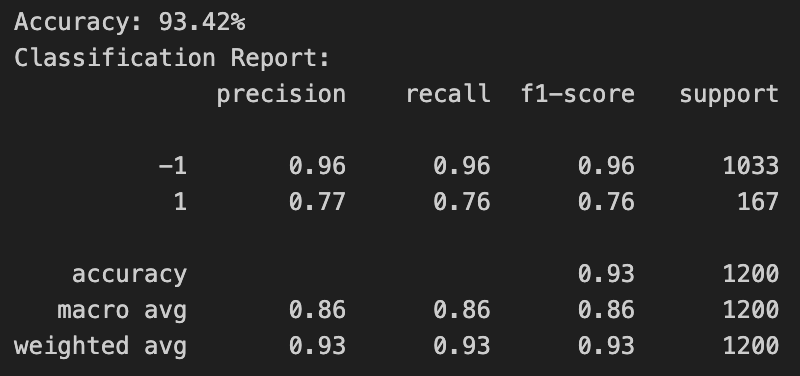 Accuracy: 93.42%
Classification Report:
precision recall f1-score support
-1 0.96 0.96 0.96 1033
1 0.77 0.76 0.76 167
accuracy 0.93 1200
macro avg 0.86 0.86 0.86 1200
weighted avg 0.93 0.93 0.93 1200